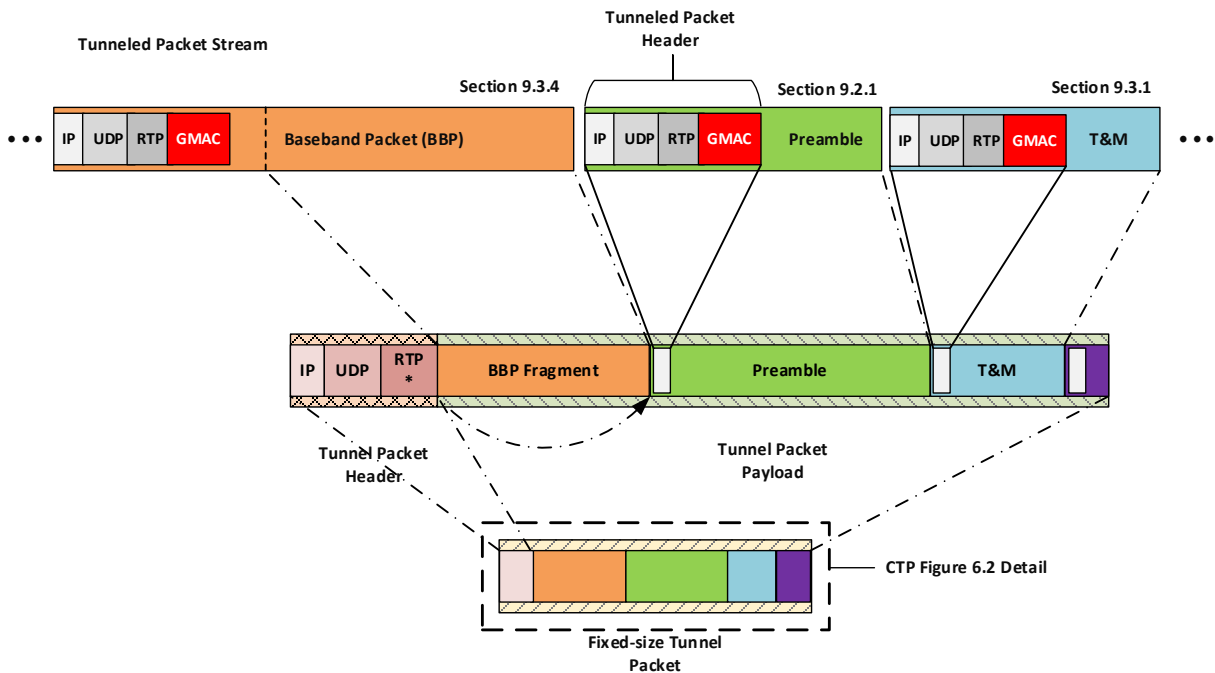 Tunneled Packet Stream
Tunneled Packet
Header
Section 9.3.4
Section 9.2.1
Section 9.3.1
••• IP UDP RTP GMAC Baseband Packet (BBP) IP UDP RTP GMAC Preamble IP UDP RTP GMAC T&M •••
IP UDP RTP * BBP Fragment Preamble T&M
Tunnel Packet
Header
Tunnel Packet
Payload
CTP Figure 6.2 Detail
Fixed-size Tunnel
Packet